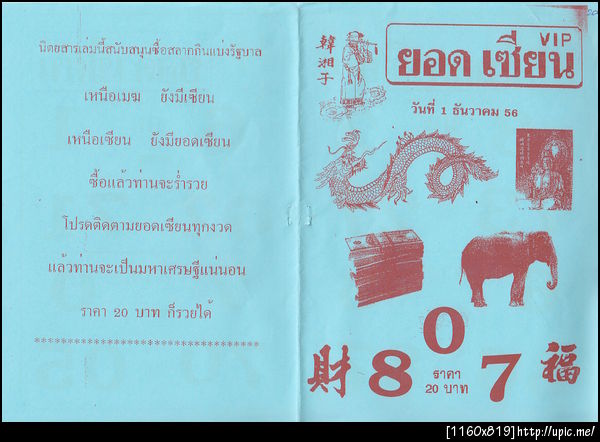 นิตยสารเล่มนี้สนับสนุนซื้อสลากกินแบ่งรัฐบาล
เหนือเมฆ ยังมีเซียน
เหนือเซียน ยังมียอดเซียน
ซื้อแล้วท่านจะร่ำรวย
โปรดติดตามยอดเซียนทุกงวด
แล้วท่านจะเป็นมหาเศรษฐีแน่นอน
ราคา 20 บาท ก็รวยได้
**********************************
韓湘子
VIP
ยอด เซียน
วันที่ 1 ธันวาคม 56
0
財 8 7 福
ราคา
20 บาท
[1160x819]http://upic.me/